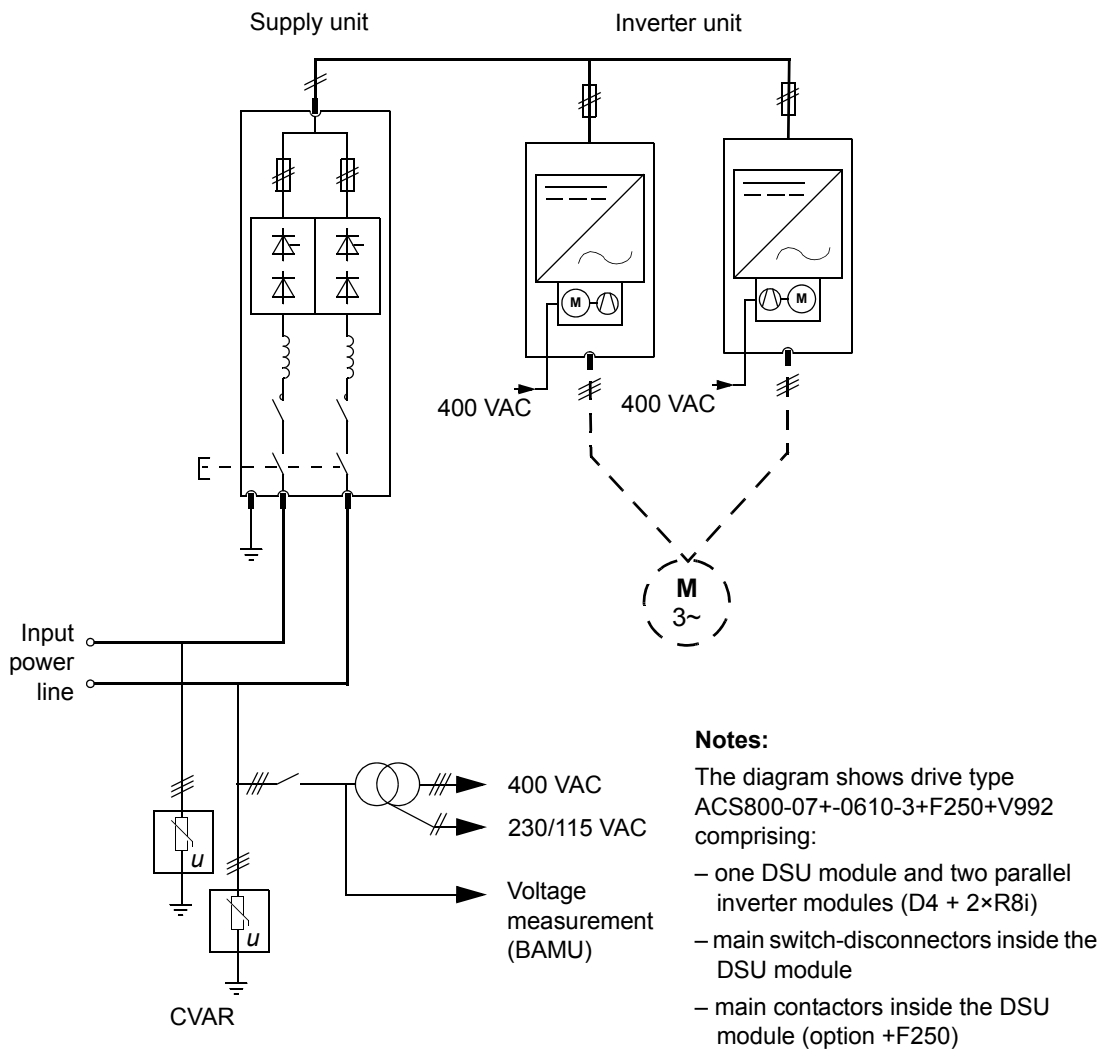 Supply unit
Inverter unit
M
M
400 VAC
400 VAC
M
3~
Input
power
line
u
u
CVAR
400 VAC
230/115 VAC
Voltage
measurement
(BAMU)
Notes:
The diagram shows drive type
ACS800-07+-0610-3+F250+V992
comprising:
– one DSU module and two parallel
inverter modules (D4 + 2×R8i)
– main switch-disconnectors inside the
DSU module
– main contactors inside the DSU
module (option +F250)